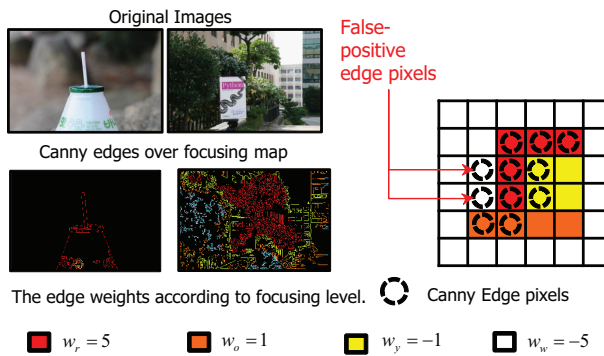 Original Images
False-
positive
edge pixels
Python
Canny edges over focusing map
The edge weights according to focusing level.
Canny Edge pixels
w_r = 5
w_o = 1
w_y = −1
w_w = −5